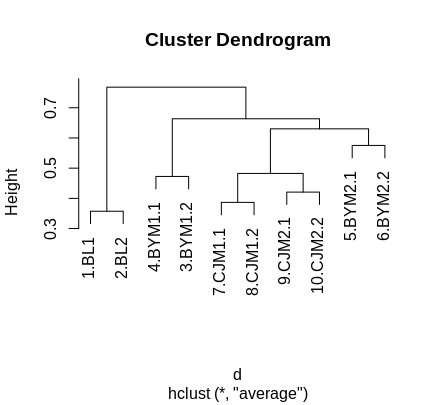 Cluster Dendrogram
Height
0.7
0.5
0.3
1.BL1
2.BL2
4.BYM1.1
3.BYM1.2
7.CJM1.1
8.CJM1.2
9.CJM2.1
10.CJM2.2
5.BYM2.1
6.BYM2.2
d
hclust (*, "average")